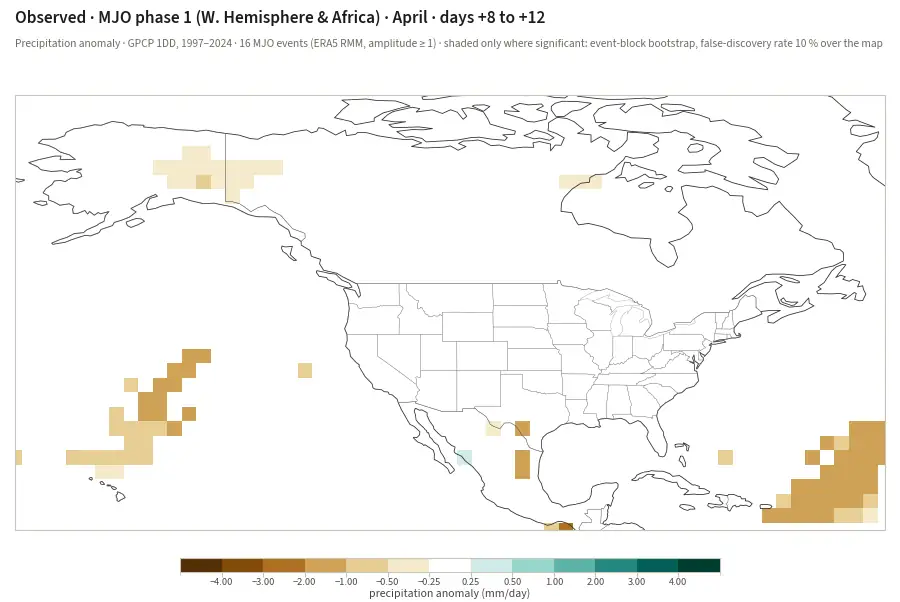 Observed · MJO phase 1 (W. Hemisphere & Africa) · April · days +8 to +12
Precipitation anomaly · GPCP 1DD, 1997–2024 · 16 MJO events (ERA5 RMM, amplitude ≥ 1) · shaded only where significant: event-block bootstrap, false-discovery rate 10 % over the map
−4.00 −3.00 −2.00 −1.00 −0.50 −0.25 0.25 0.50 1.00 2.00 3.00 4.00
precipitation anomaly (mm/day)